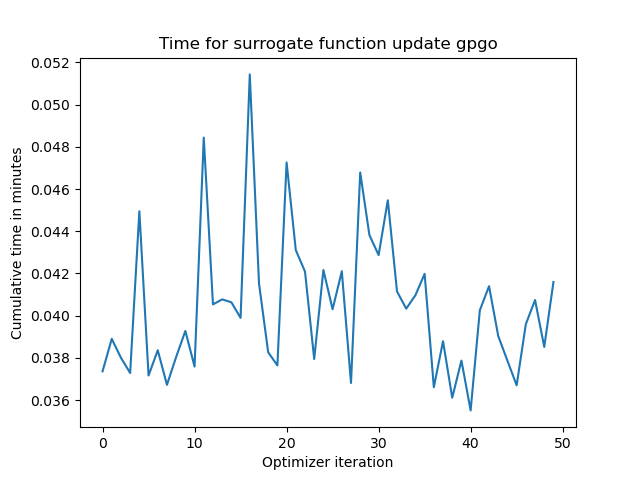 Time for surrogate function update gpgo
Cumulative time in minutes
0.052
0.050
0.048
0.046
0.044
0.042
0.040
0.038
0.036
0 10 20 30 40 50
Optimizer iteration